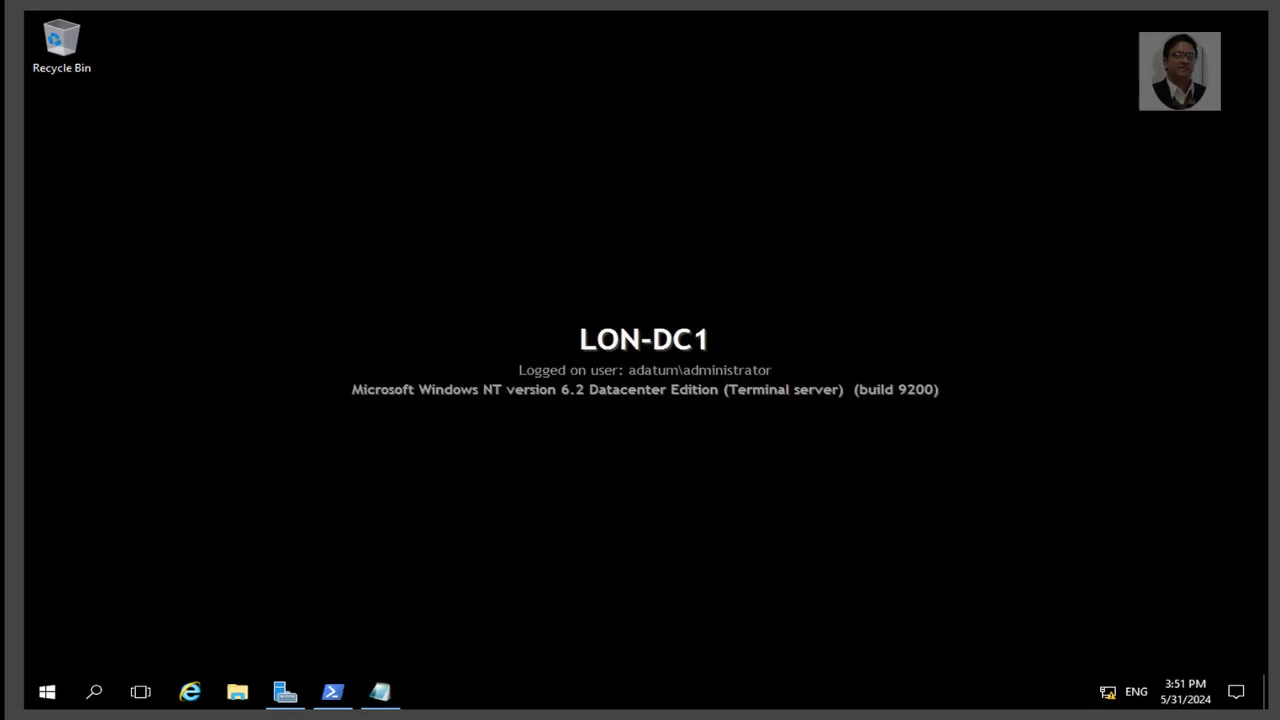 Recycle Bin
LON-DC1
Logged on user: adatum\administrator
Microsoft Windows NT version 6.2 Datacenter Edition (Terminal server) (build 9200)
ENG
3:51 PM
5/31/2024